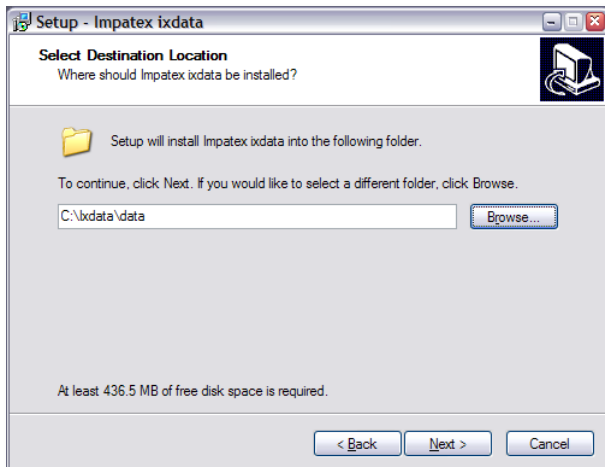 Setup - Impatex ixdata
Select Destination Location
Where should Impatex ixdata be installed?
Setup will install Impatex ixdata into the following folder.
To continue, click Next. If you would like to select a different folder, click Browse.
C:\Ixdata\data
Browse...
At least 436.5 MB of free disk space is required.
< Back
Next >
Cancel